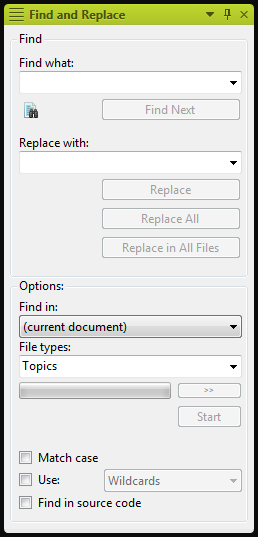 Find and Replace
Find
Find what:
Find Next
Replace with:
Replace
Replace All
Replace in All Files
Options:
Find in:
(current document)
File types:
Topics
>>
Start
Match case
Use: Wildcards
Find in source code